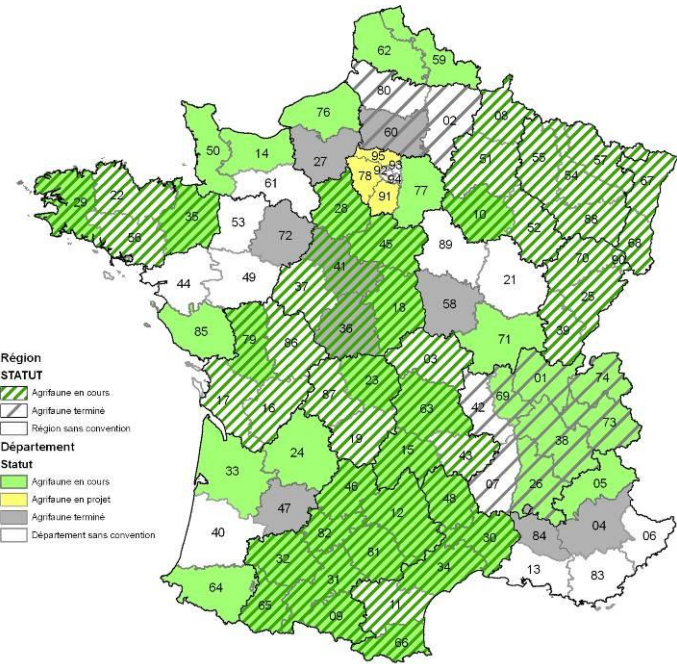 62 59
80
76 02 08
60
50 14 27 95 51 55 54 57 67
92 93
78 94 77
61 91
29 22 35 28 10 88
56 53 52 68
72 45 89 70 90
41
44 49 37 18 58 21 25
36 39
85 79 86 71
Région
STATUT
Agrifaune en cours
Agrifaune terminé
Région sans convention
Département
Statut
Agrifaune en cours
Agrifaune en projet
Agrifaune terminé
Département sans convention
03
17 16 87 23 69 01 74
63 42 38 73
19 43
33 24 15 07 26 05
46 48
40 47 12 84 04 06
82 30
32 81 34 13 83
64 31
65 09 11
66